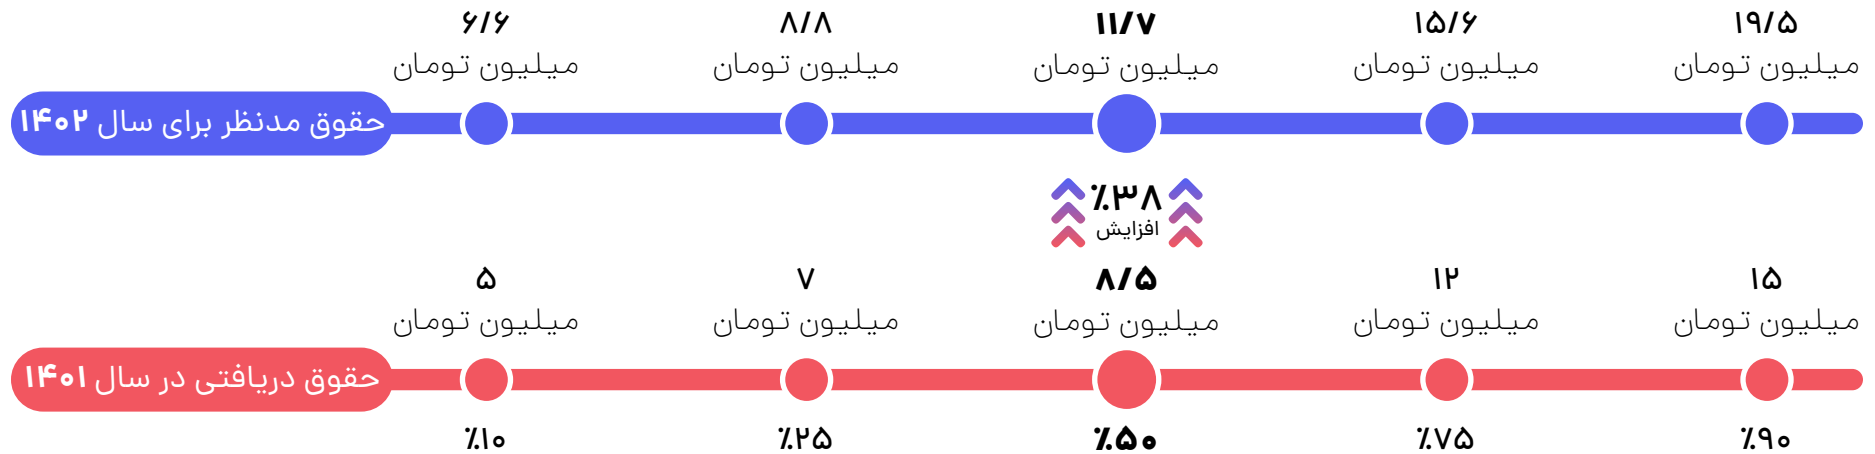 ۶/۶
میلیون تومان
۸/۸
میلیون تومان
۱۱/۷
میلیون تومان
۱۵/۶
میلیون تومان
۱۹/۵
میلیون تومان
حقوق مدنظر برای سال ۱۴۰۲
٪۳۸
افزایش
۵
میلیون تومان
۷
میلیون تومان
۸/۵
میلیون تومان
۱۲
میلیون تومان
۱۵
میلیون تومان
حقوق دریافتی در سال ۱۴۰۱
٪۱۰
٪۲۵
٪۵۰
٪۷۵
٪۹۰